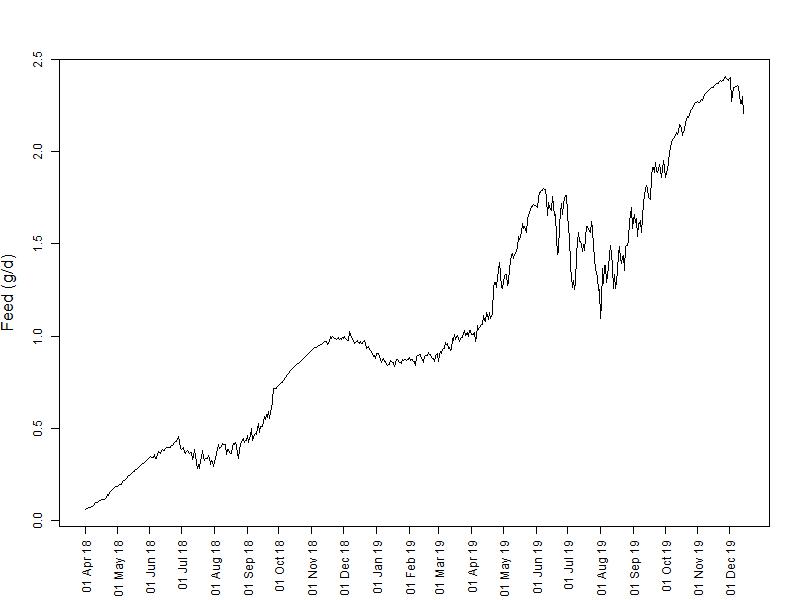 Feed (g/d)
2.5
2.0
1.5
1.0
0.5
0.0
01 Apr 18
01 May 18
01 Jun 18
01 Jul 18
01 Aug 18
01 Sep 18
01 Oct 18
01 Nov 18
01 Dec 18
01 Jan 19
01 Feb 19
01 Mar 19
01 Apr 19
01 May 19
01 Jun 19
01 Jul 19
01 Aug 19
01 Sep 19
01 Oct 19
01 Nov 19
01 Dec 19